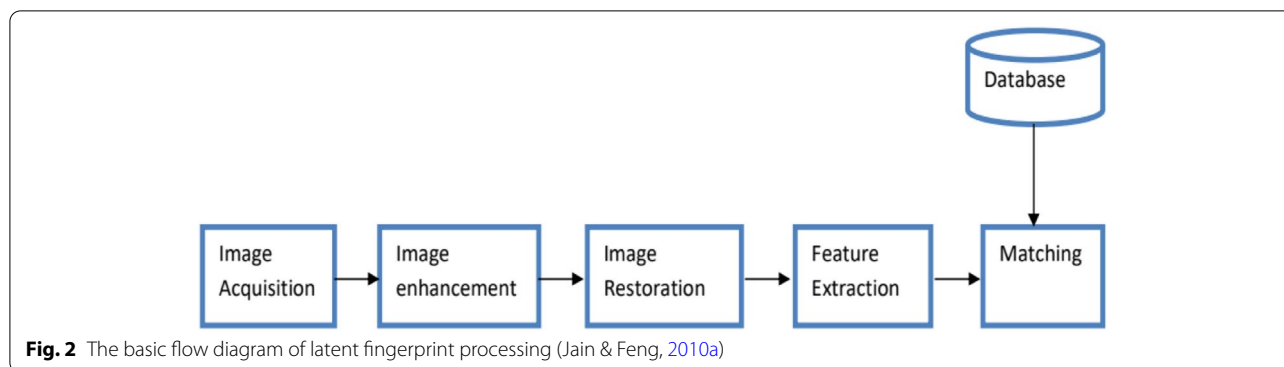 Database
Image
Acquisition
Image
enhancement
Image
Restoration
Feature
Extraction
Matching
Fig. 2 The basic flow diagram of latent fingerprint processing (Jain & Feng, 2010a)